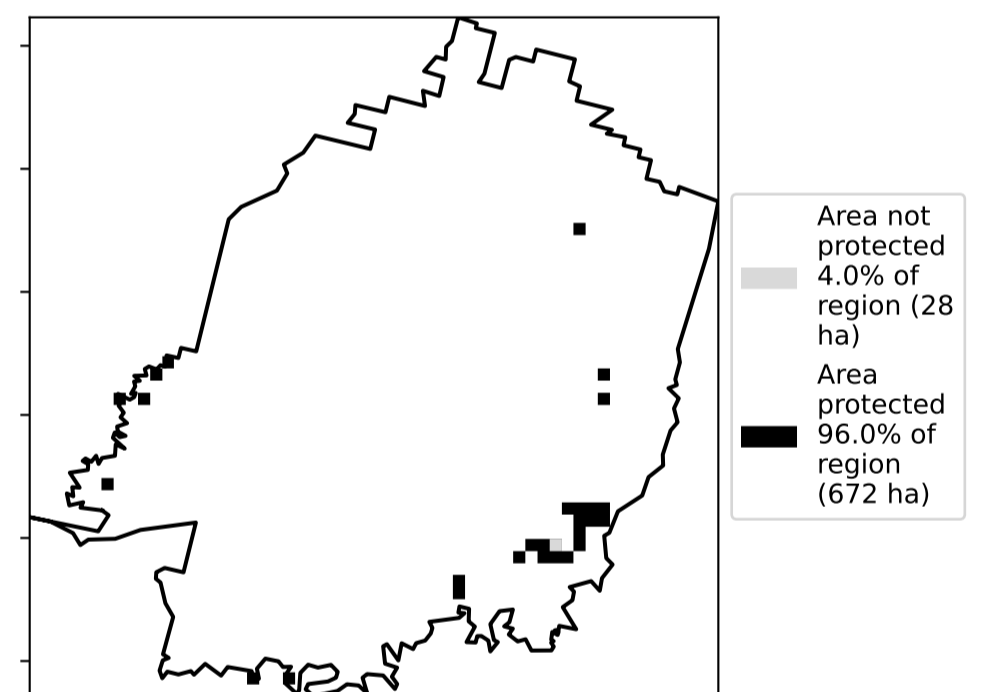 Area not
protected
4.0% of
region (28
ha)
Area
protected
96.0% of
region
(672 ha)